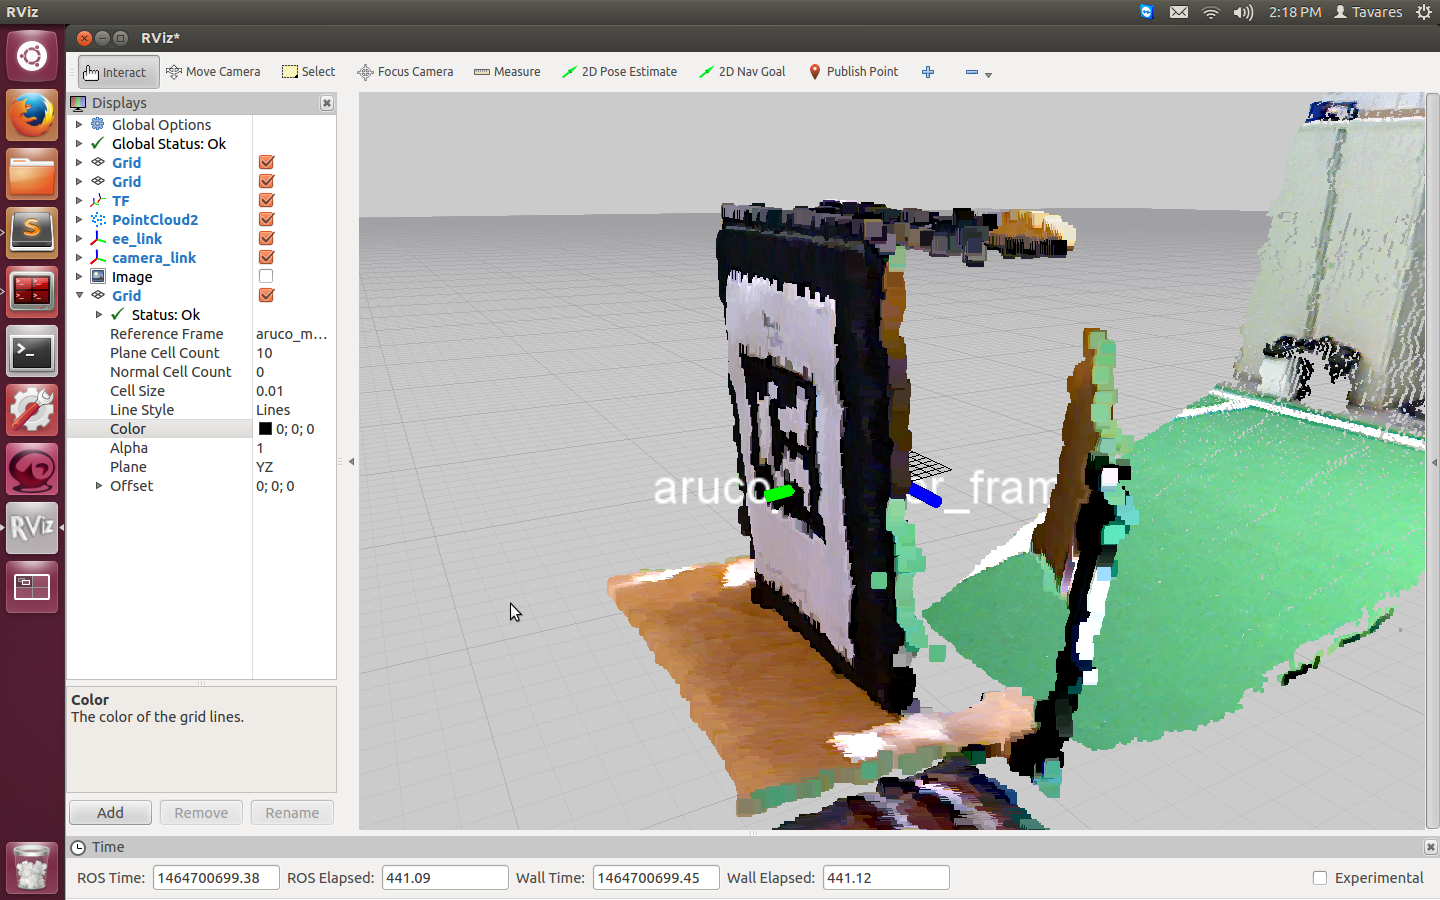 RViz
2:18 PM
Tavares
RViz*
Interact
Move Camera
Select
Focus Camera
Measure
2D Pose Estimate
2D Nav Goal
Publish Point
Displays
Global Options
Global Status: Ok
Grid
Grid
TF
PointCloud2
ee_link
camera_link
Image
Grid
Status: Ok
Reference Frame aruco_m...
Plane Cell Count 10
Normal Cell Count 0
Cell Size 0.01
Line Style Lines
Color 0; 0; 0
Alpha 1
Plane YZ
Offset 0; 0; 0
aruco r_fram
Color
The color of the grid lines.
Add Remove Rename
RViz
Time
ROS Time: 1464700699.38 ROS Elapsed: 441.09 Wall Time: 1464700699.45 Wall Elapsed: 441.12 Experimental